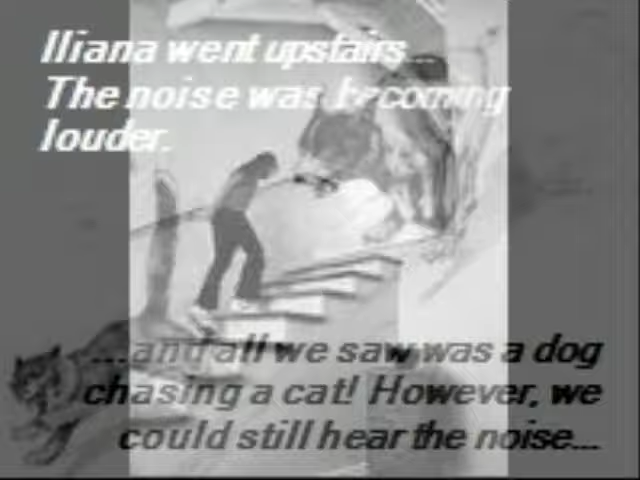 Iliana went upstairs...
The noise was becoming
louder.
...and all we saw was a dog
chasing a cat! However, we
could still hear the noise...